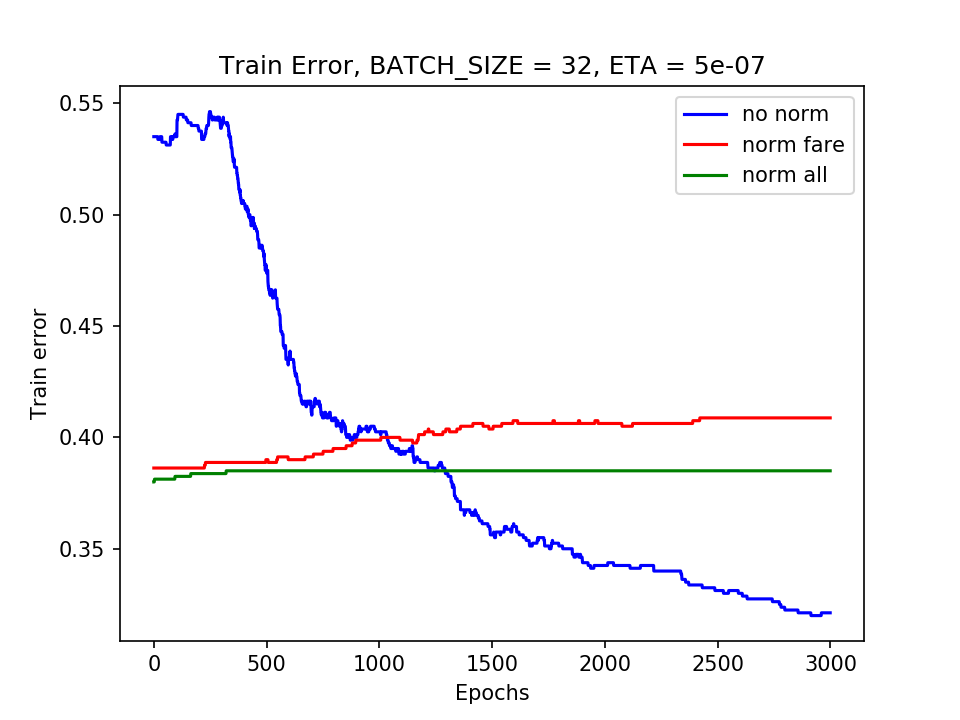 Train Error, BATCH_SIZE = 32, ETA = 5e-07
0.55
0.50
0.45
0.40
0.35
Train error
no norm
norm fare
norm all
0 500 1000 1500 2000 2500 3000
Epochs